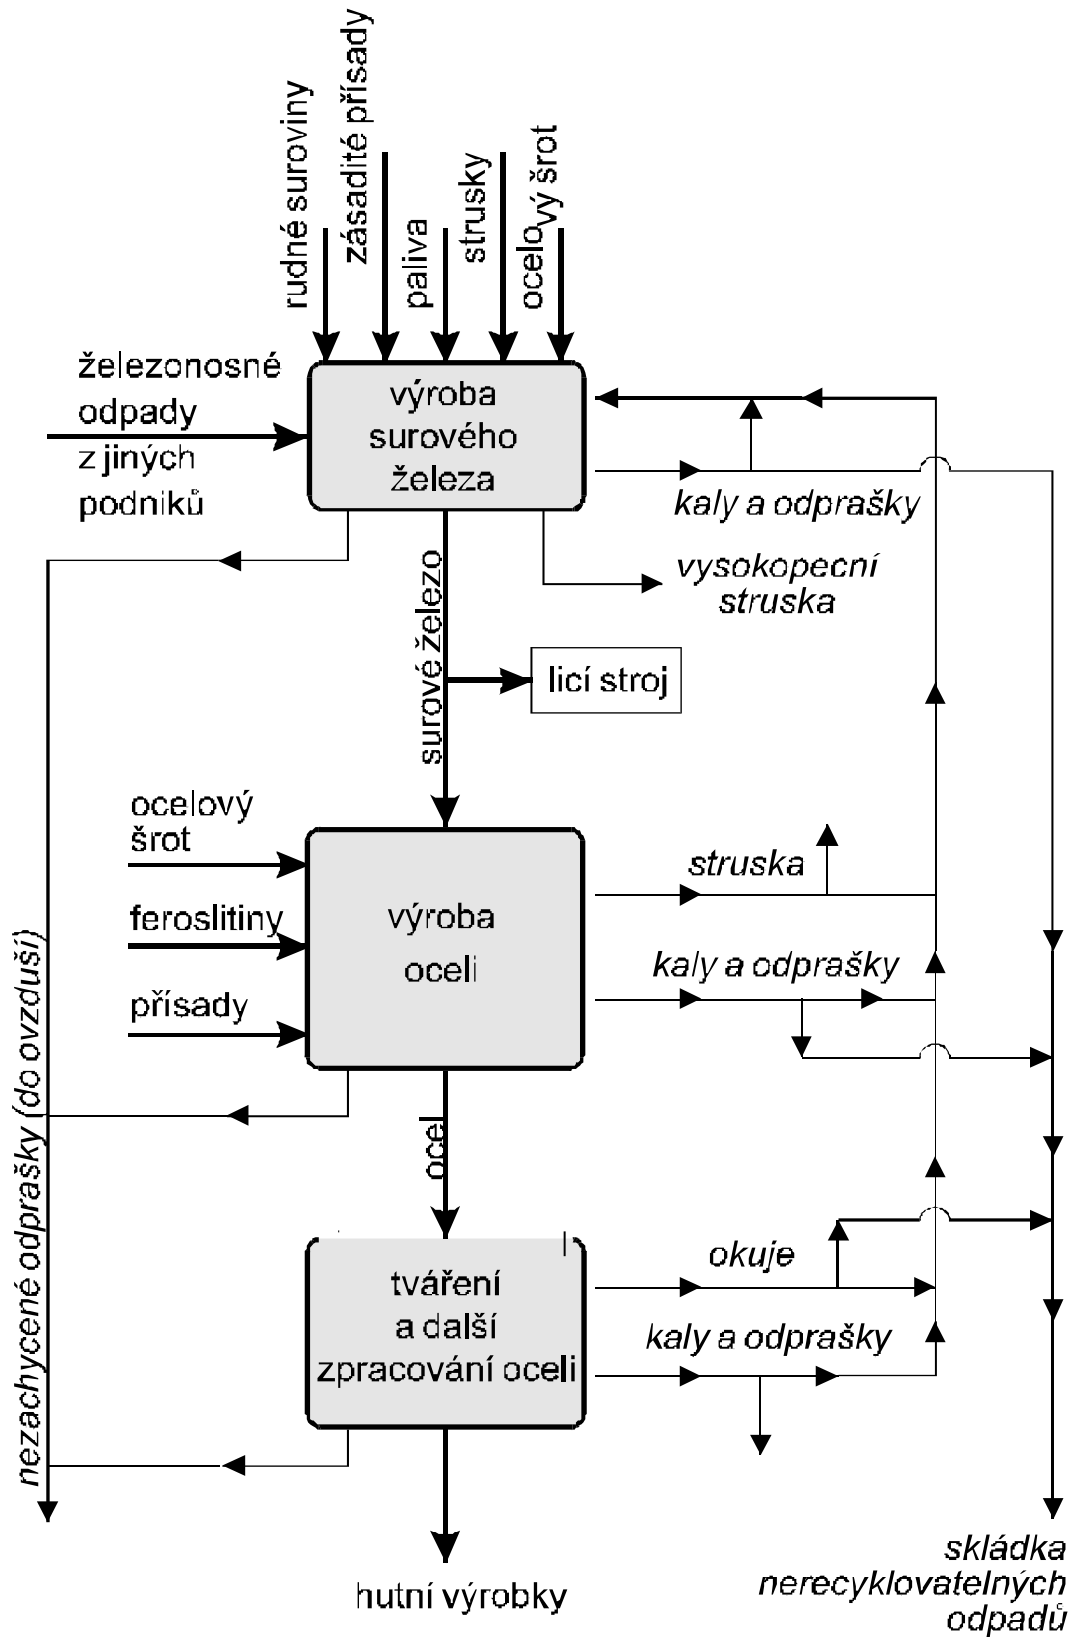 rudné suroviny
zásadité přísady
paliva
strusky
ocelo
vý šrot
železonosné
odpady
z jiných
podniků
výroba
surového
železa
kaly a odprašky
vysokopecní
struska
surové železo
licí stroj
ocelový
šrot
feroslitiny
přísady
výroba
oceli
struska
kaly a odprašky
nezachycené odprašky (do ovzduší)
ocel
tváření
a další
zpracování oceli
okuje
kaly a odprašky
hutní výrobky
skládka
nerecyklovatelných
odpadů